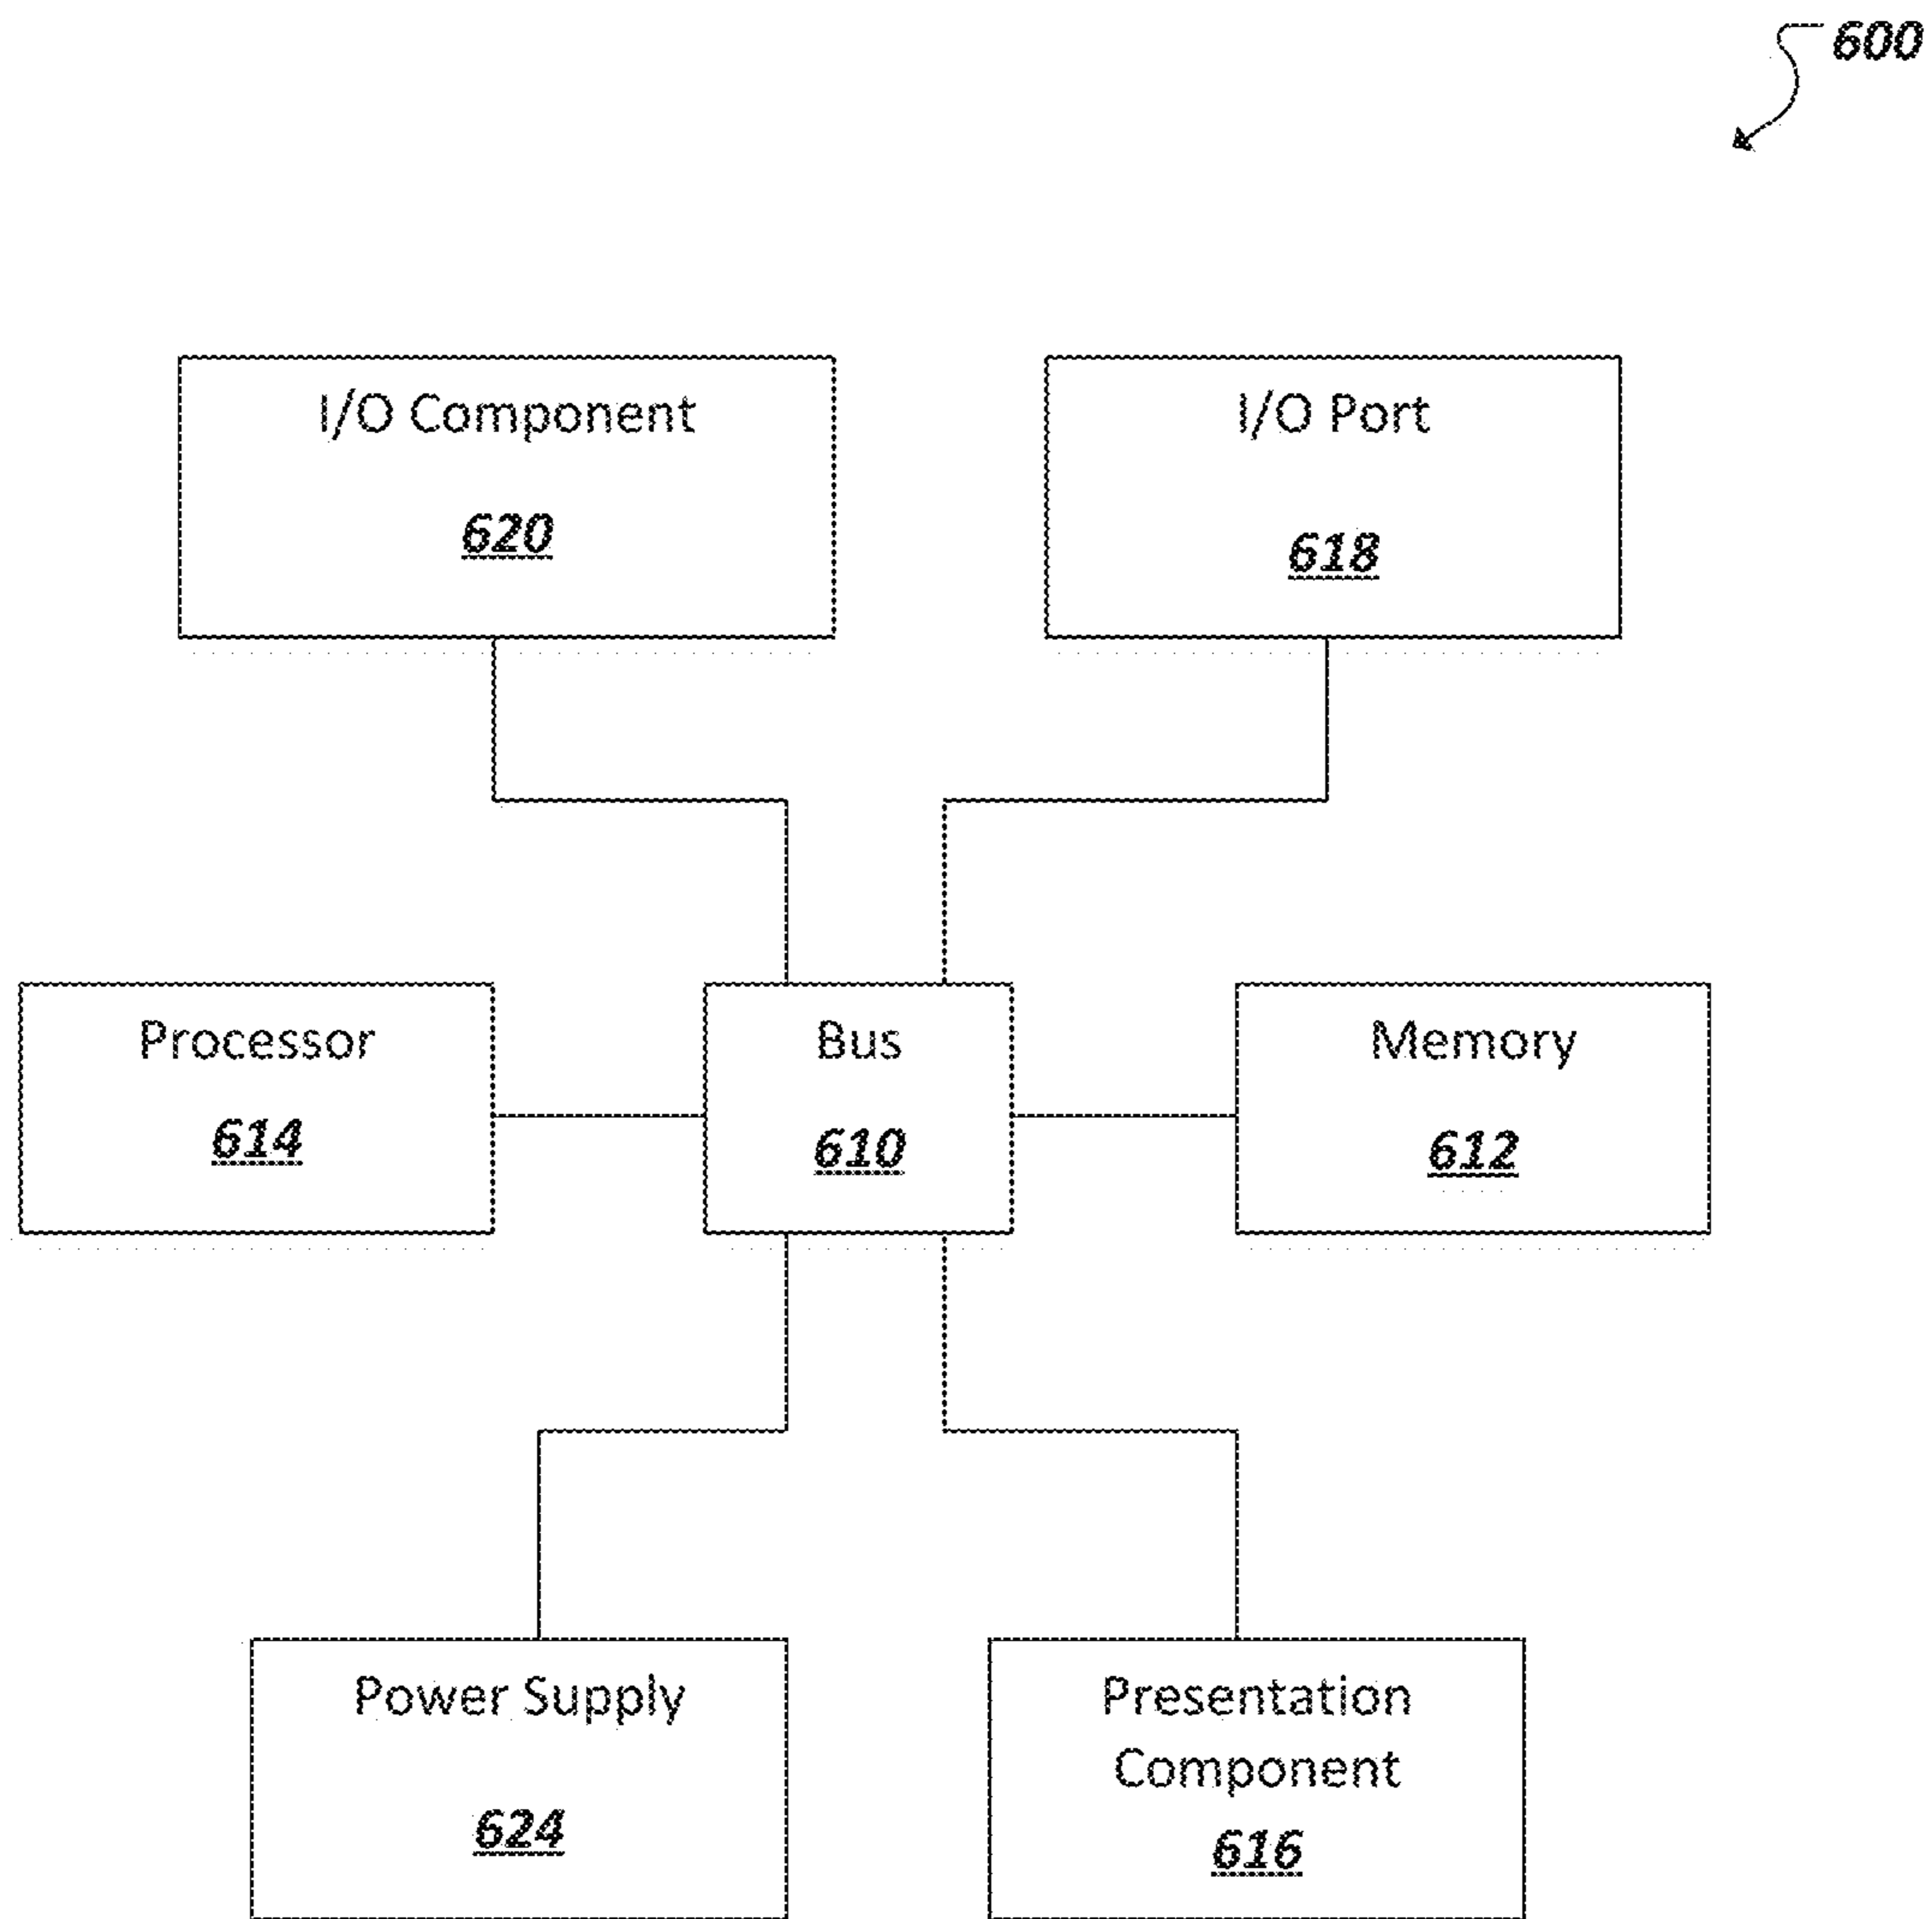 600
I/O Component
620
I/O Port
618
Processor
614
Bus
610
Memory
612
Power Supply
624
Presentation
Component
616